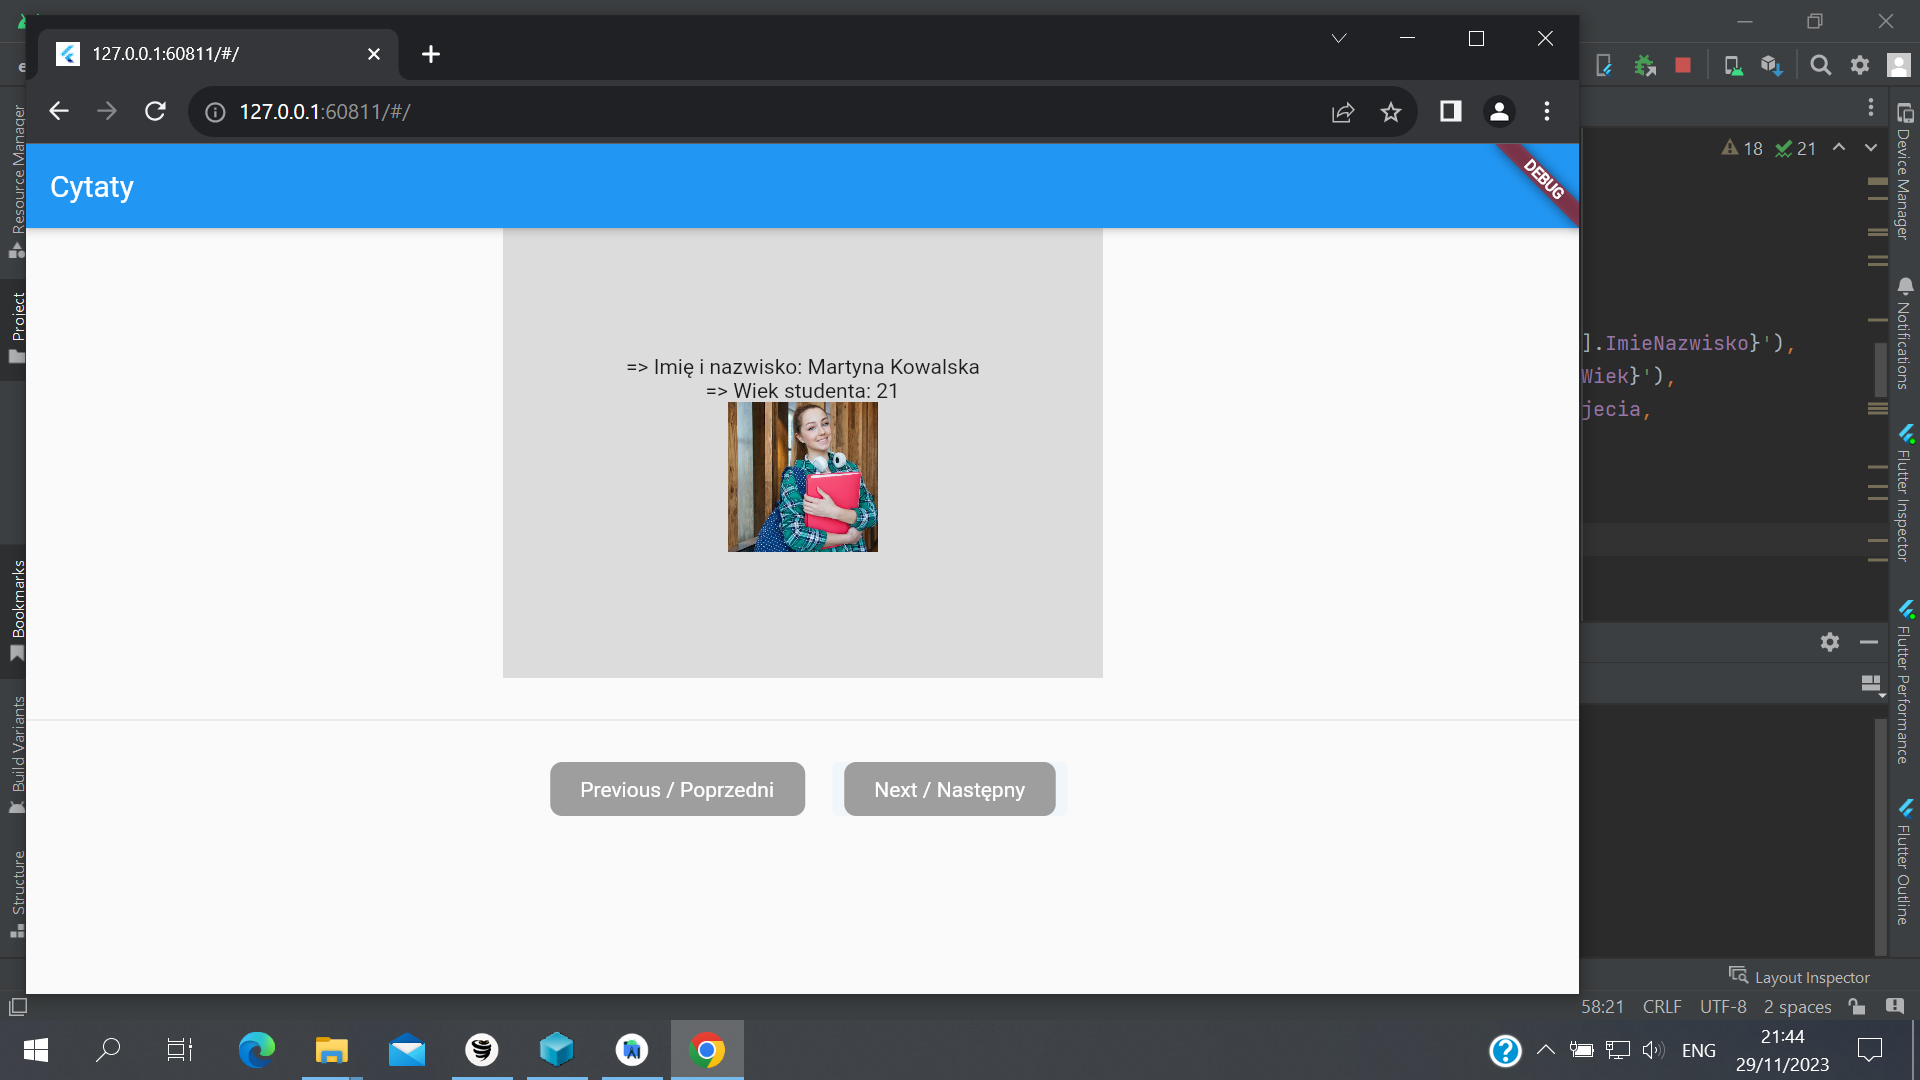 127.0.0.1:60811/#/
127.0.0.1:60811/#/
Cytaty
DEBUG
=> Imię i nazwisko: Martyna Kowalska
=> Wiek studenta: 21
Previous / Poprzedni
Next / Następny
Resource Manager
Project
Bookmarks
Build Variants
Structure
18
21
].ImieNazwisko}'),
Wiek}'),
jecia,
Device Manager
Notifications
Flutter Inspector
Flutter Performance
Flutter Outline
Layout Inspector
58:21
CRLF
UTF-8
2 spaces
ENG
21:44
29/11/2023